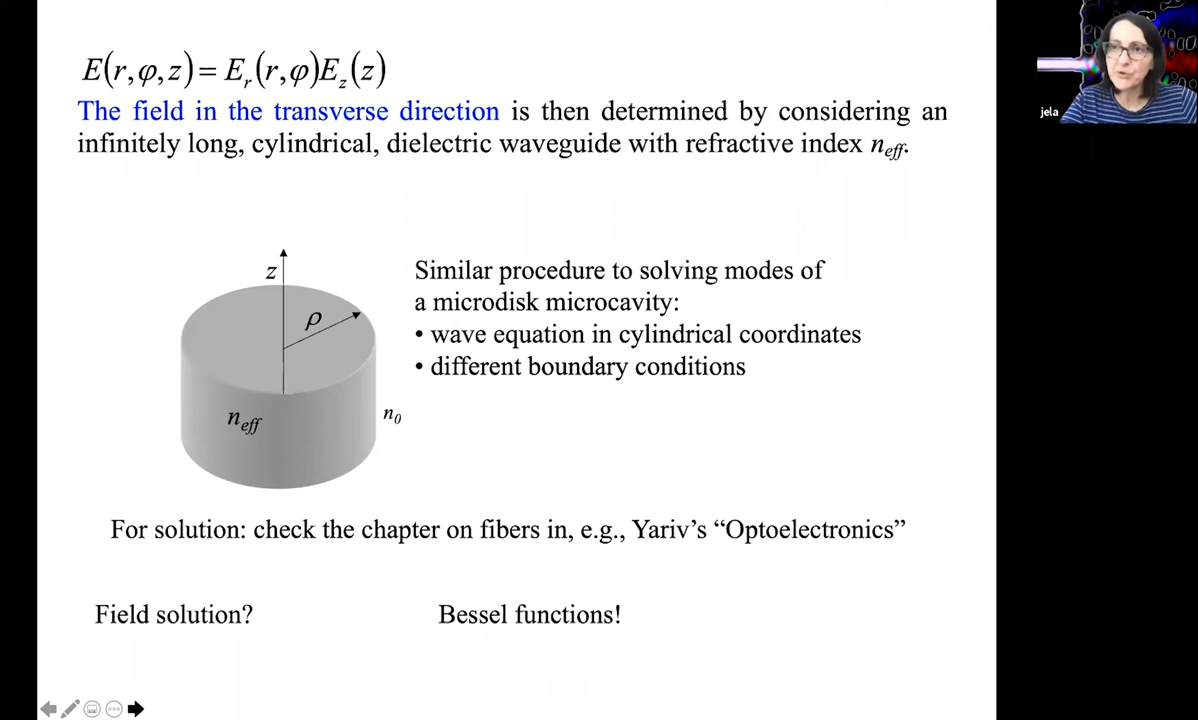 E(r,φ,z)= E_r(r,φ)E_z(z)
The field in the transverse direction is then determined by considering an
infinitely long, cylindrical, dielectric waveguide with refractive index n_eff.
jela
z
ρ
n_eff
n_0
Similar procedure to solving modes of
a microdisk microcavity:
• wave equation in cylindrical coordinates
• different boundary conditions
For solution: check the chapter on fibers in, e.g., Yariv’s “Optoelectronics”
Field solution? Bessel functions!